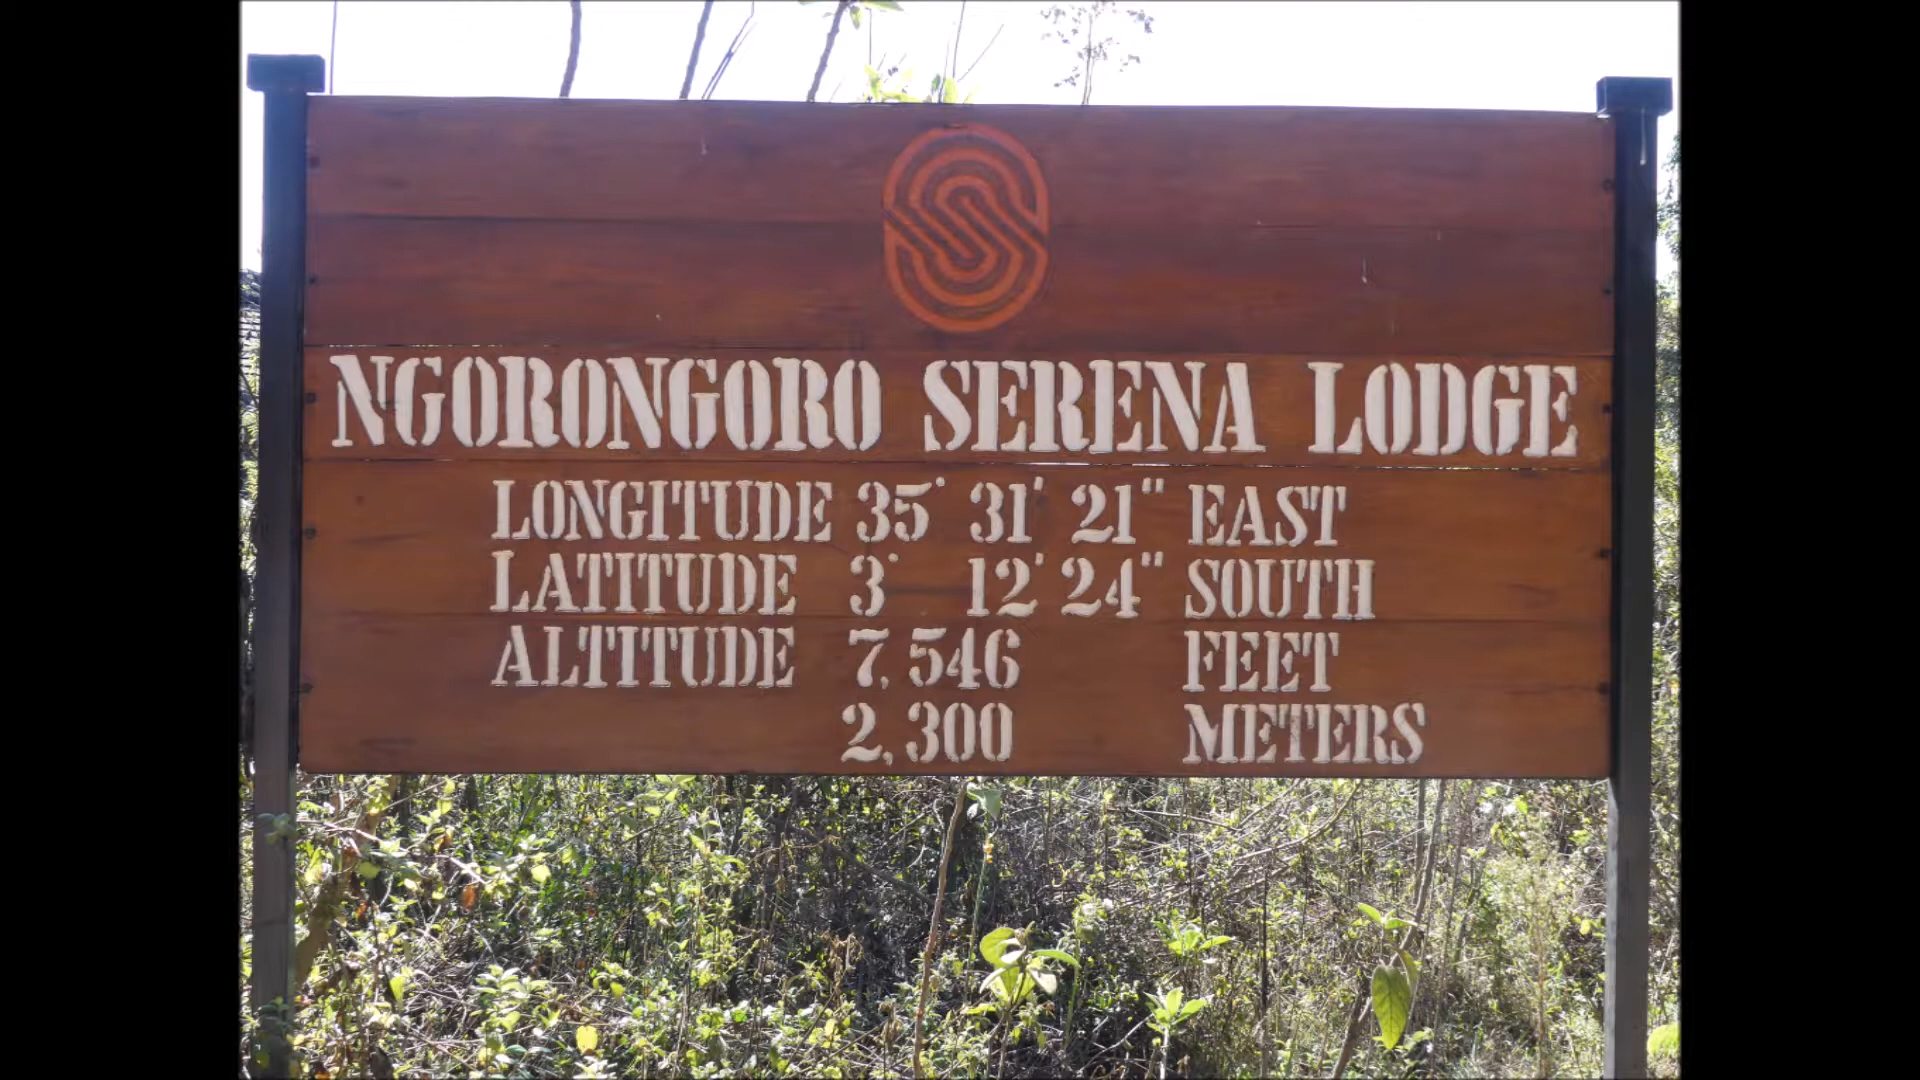 NGORONGORO SERENA LODGE
LONGITUDE 35° 31' 21" EAST
LATITUDE 3° 12' 24" SOUTH
ALTITUDE 7,546 FEET
2,300 METERS